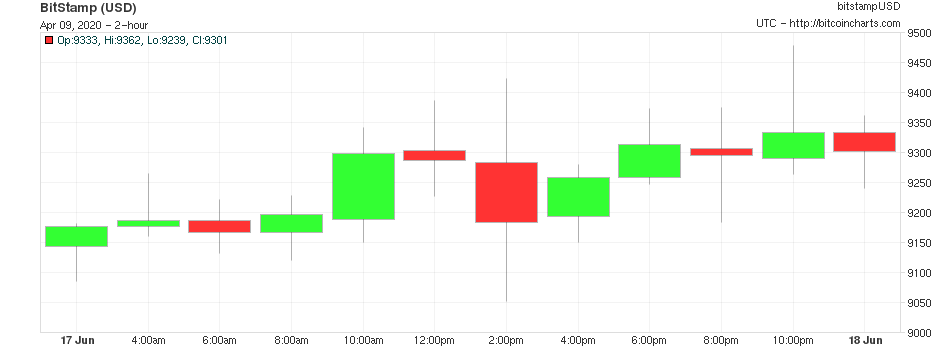 BitStamp (USD)
bitstampUSD
Apr 09, 2020 - 2-hour
UTC - http://bitcoincharts.com
Op:9333, Hi:9362, Lo:9239, Cl:9301
9500
9450
9400
9350
9300
9250
9200
9150
9100
9050
9000
17 Jun 4:00am 6:00am 8:00am 10:00am 12:00pm 2:00pm 4:00pm 6:00pm 8:00pm 10:00pm 18 Jun